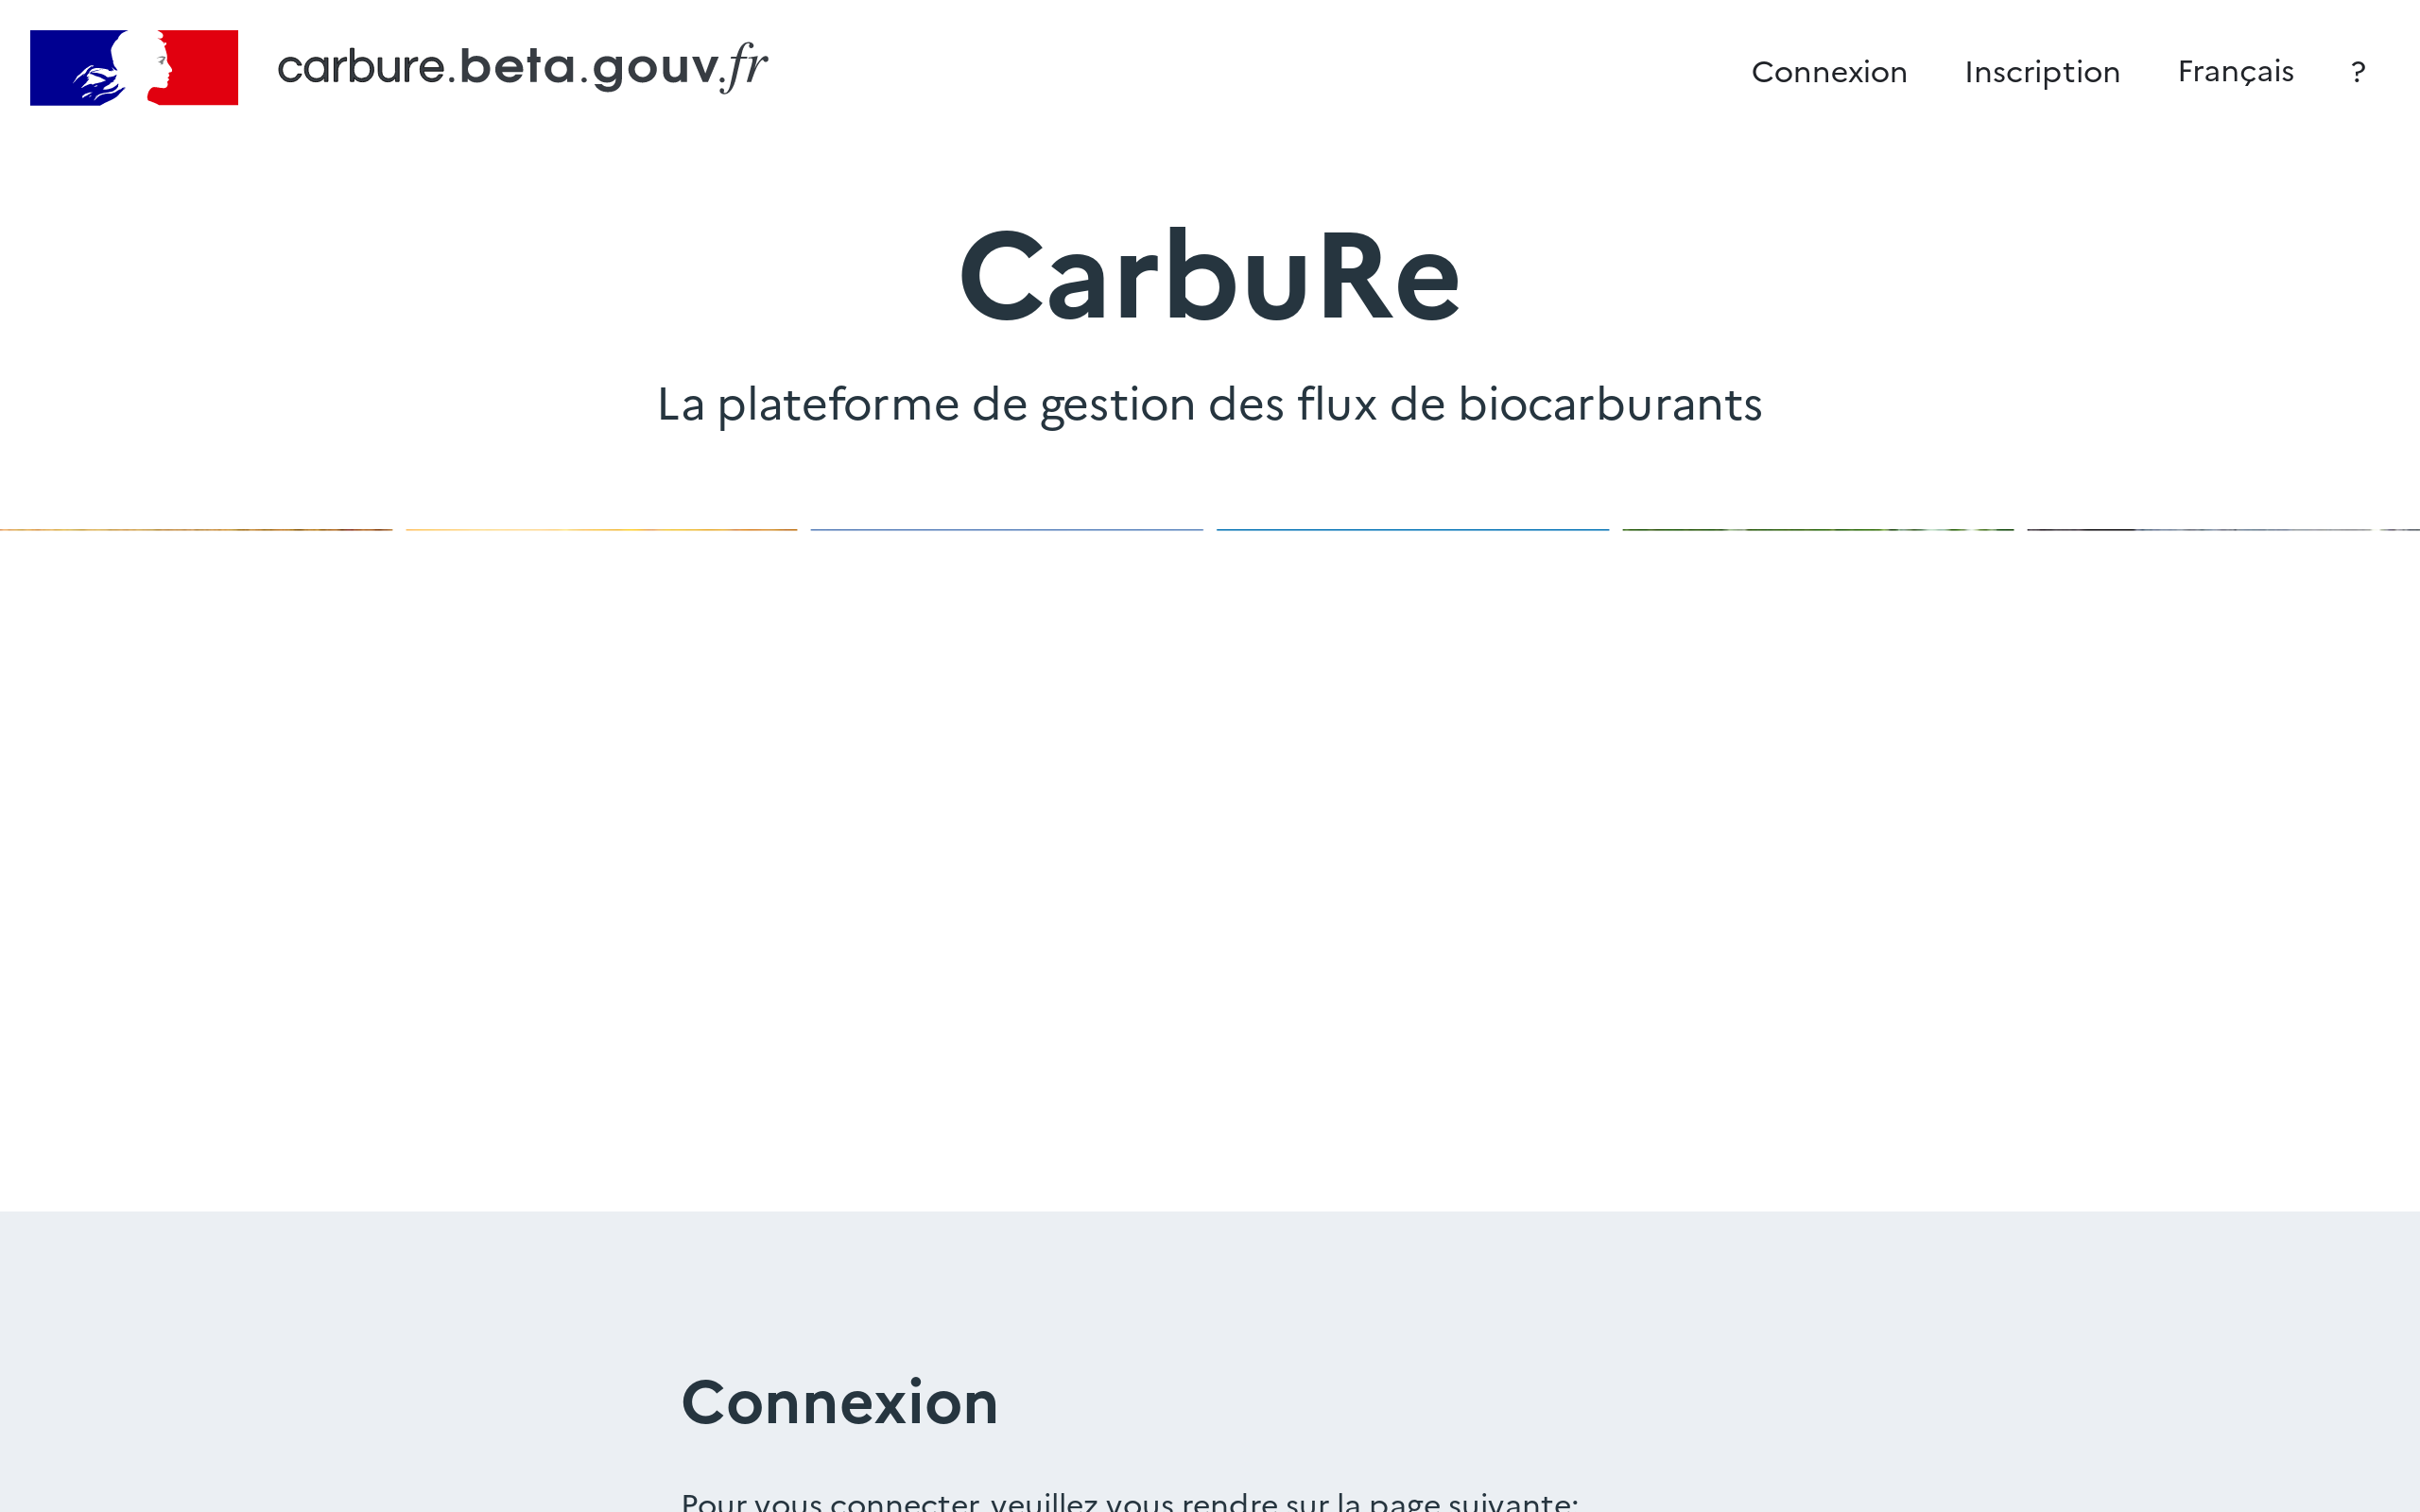 carbure.beta.gouv.fr
Connexion
Inscription
Français
?
CarbuRe
La plateforme de gestion des flux de biocarburants
Connexion
Pour vous connecter, veuillez vous rendre sur la page suivante: